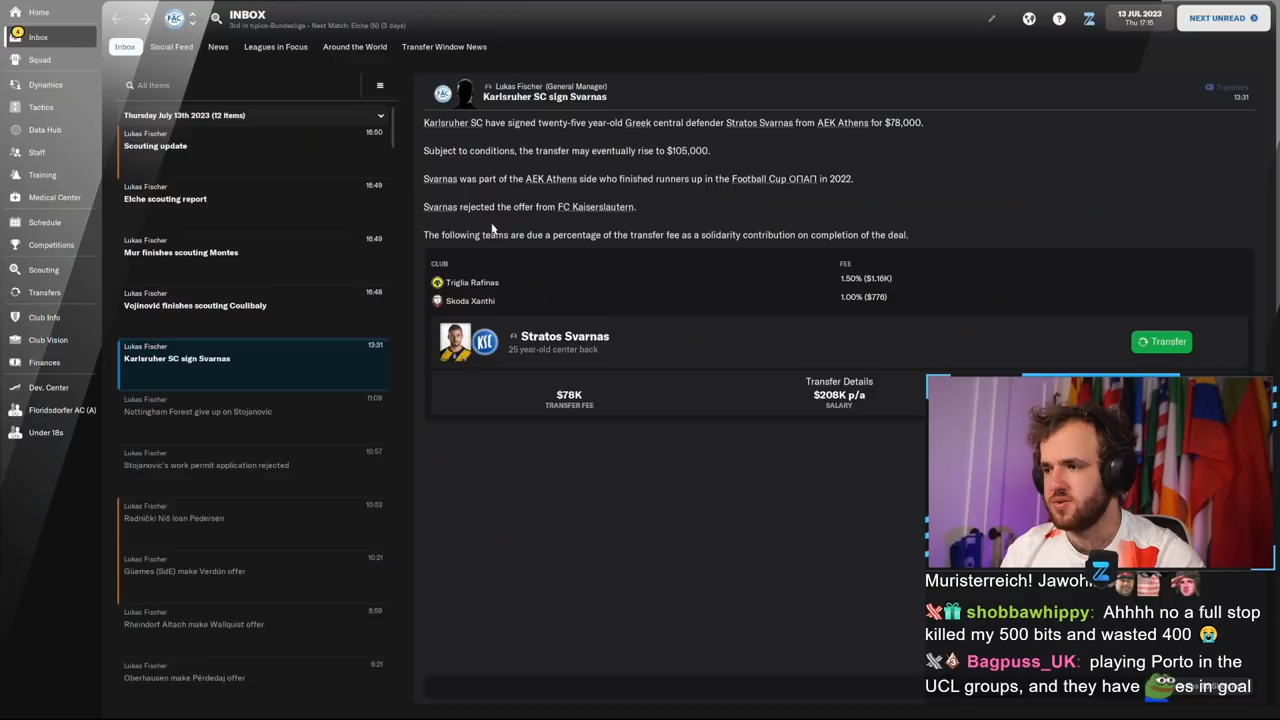 Home
INBOX
3rd in tipico-Bundesliga - Next Match: Elche (N) (3 days)
13 JUL 2023
Thu 17:15
NEXT UNREAD
4
Inbox
Squad
Dynamics
Tactics
Data Hub
Staff
Training
Medical Center
Schedule
Competitions
Scouting
Transfers
Club Info
Club Vision
Finances
Dev. Center
Floridsdorfer AC (A)
Under 18s
Inbox
Social Feed
News
Leagues in Focus
Around the World
Transfer Window News
All Items
Thursday July 13th 2023 (12 Items)
Lukas Fischer
16:50
Scouting update
Lukas Fischer
16:49
Elche scouting report
Lukas Fischer
16:49
Mur finishes scouting Montes
Lukas Fischer
16:48
Vojinović finishes scouting Coulibaly
Lukas Fischer
13:31
Karlsruher SC sign Svarnas
Lukas Fischer
11:09
Nottingham Forest give up on Stojanovic
Lukas Fischer
10:57
Stojanovic's work permit application rejected
Lukas Fischer
10:52
Radnički Niš loan Pedersen
Lukas Fischer
10:21
Güemes (SdE) make Verdún offer
Lukas Fischer
8:59
Rheindorf Altach make Wallquist offer
Lukas Fischer
8:21
Oberhausen make Përdedaj offer
Lukas Fischer (General Manager)
Karlsruher SC sign Svarnas
Transfers
13:31
Karlsruher SC have signed twenty-five year-old Greek central defender Stratos Svarnas from AEK Athens for $78,000.
Subject to conditions, the transfer may eventually rise to $105,000.
Svarnas was part of the AEK Athens side who finished runners up in the Football Cup ΟΠΑΠ in 2022.
Svarnas rejected the offer from FC Kaiserslautern.
The following teams are due a percentage of the transfer fee as a solidarity contribution on completion of the deal.
CLUB
FEE
Triglia Rafinas
1.50% ($1.16K)
Skoda Xanthi
1.00% ($776)
Stratos Svarnas
25 year-old center back
Transfer
Transfer Details
$78K
TRANSFER FEE
$208K p/a
SALARY
Muristerreich! Jawoh
shobbawhippy: Ahhhh no a full stop
killed my 500 bits and wasted 400
Bagpuss_UK: playing Porto in the
UCL groups, and they have es in goal